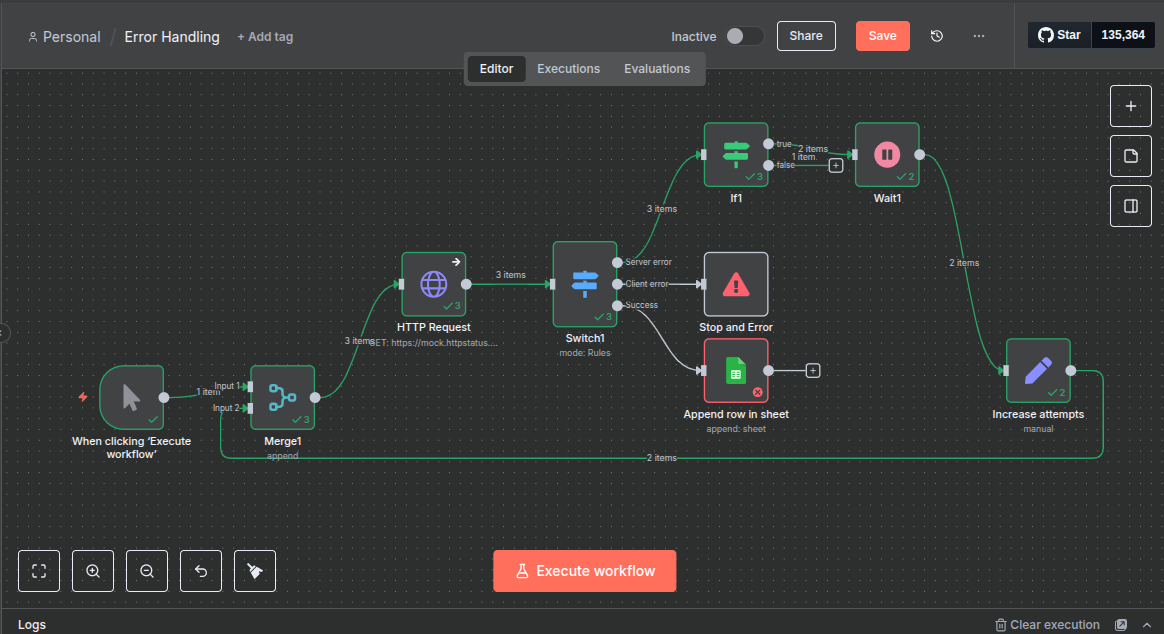 Personal / Error Handling + Add tag
Inactive Share Save Star 135,364
Editor Executions Evaluations
true
2 items
1 item
false
3
2
If1
Wait1
3 items
Server error
2 items
3 items
Client error
Success
3
3
HTTP Request
GET: https://mock.httpstatus....
Switch1
mode: Rules
Stop and Error
3 items
1 item
Input 1
Input 2
3
2
When clicking ‘Execute
workflow’
Merge1
append
Append row in sheet
append: sheet
Increase attempts
manual
2 items
Execute workflow
Logs
Clear execution